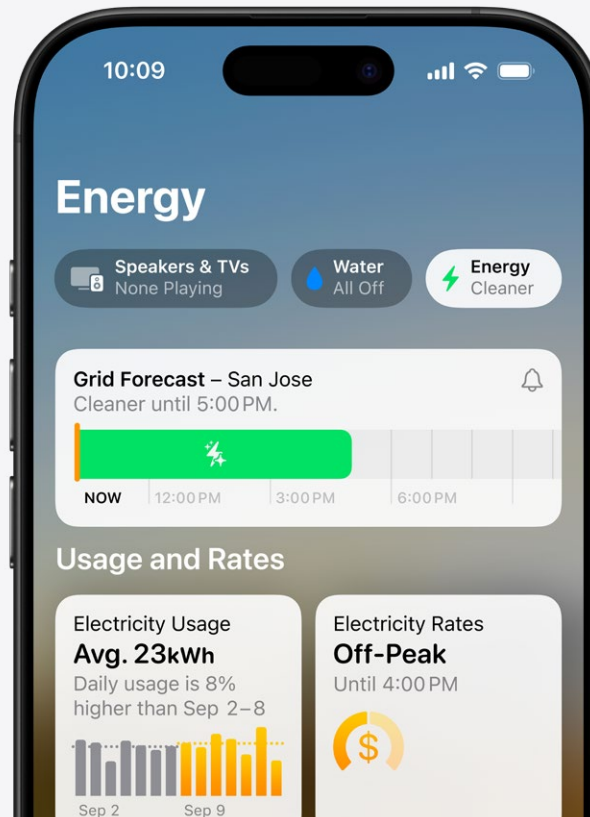 10:09
Energy
Speakers & TVs
None Playing
Water
All Off
Energy
Cleaner
Grid Forecast – San Jose
Cleaner until 5:00 PM.
NOW
12:00 PM
3:00 PM
6:00 PM
Usage and Rates
Electricity Usage
Avg. 23kWh
Daily usage is 8%
higher than Sep 2–8
Sep 2
Sep 9
Electricity Rates
Off-Peak
Until 4:00 PM
$